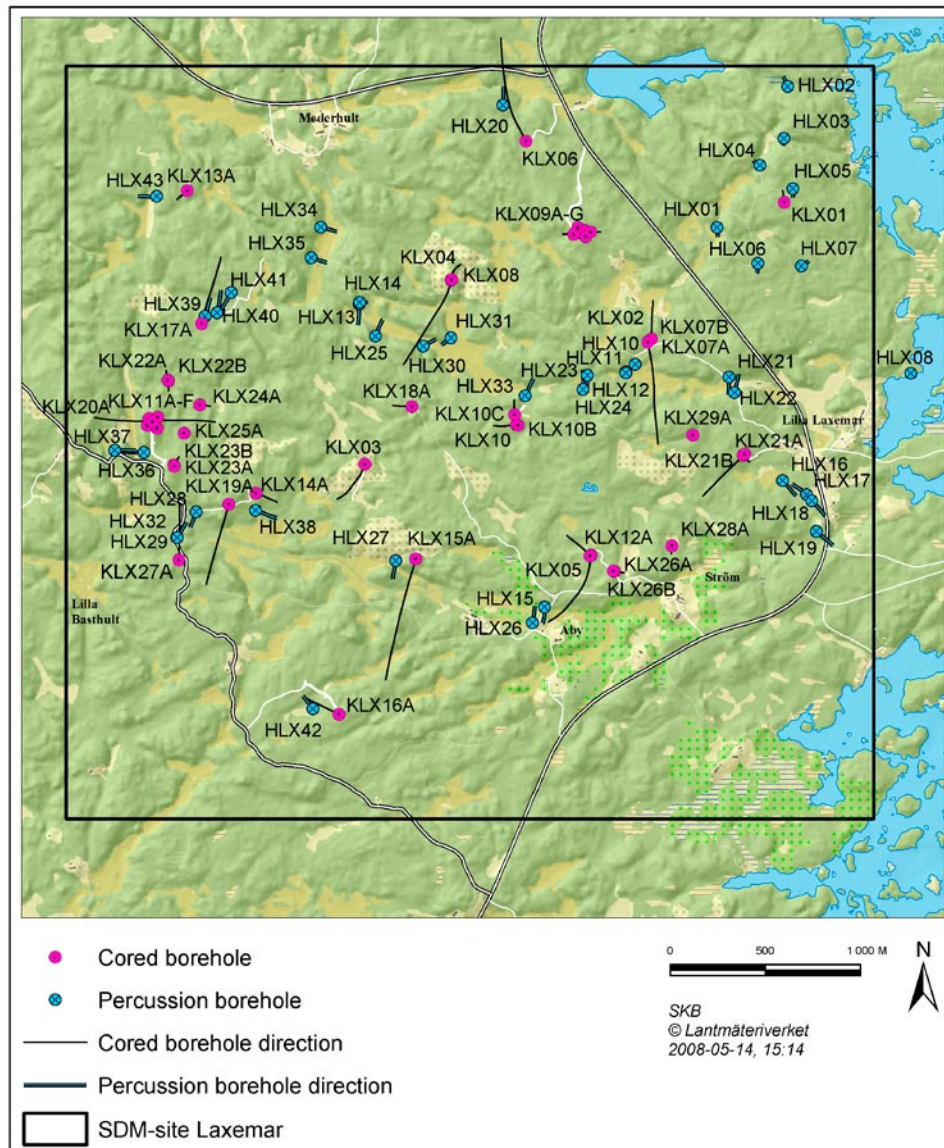 HLX02
Mederhult
HLX20
HLX03
KLX06
HLX04
HLX05
HLX43
KLX13A
KLX01
HLX34
KLX09A-G
HLX01
HLX35
HLX06
HLX07
KLX04
KLX08
HLX41
HLX14
HLX39
HLX40
HLX13
HLX31
KLX02
KLX07B
KLX17A
HLX10
KLX07A
HLX25
HLX30
HLX11
HLX21
HLX08
KLX22A
KLX22B
HLX33
HLX23
HLX12
KLX18A
HLX24
HLX22
KLX20A
KLX11A-F
KLX24A
KLX10C
KLX29A
Lilla Laxemar
KLX25A
KLX10
KLX10B
KLX21A
HLX37
KLX23B
KLX03
KLX21B
HLX36
KLX23A
HLX16
HLX28
KLX19A
KLX14A
HLX17
HLX32
HLX18
HLX38
KLX12A
KLX28A
HLX29
HLX27
KLX15A
HLX19
KLX27A
KLX05
KLX26A
Ström
KLX26B
Lilla
Basthult
HLX15
HLX26
Äby
KLX16A
HLX42
Cored borehole
Percussion borehole
Cored borehole direction
Percussion borehole direction
SDM-site Laxemar
0 500 1 000 M
N
SKB
© Lantmäteriverket
2008-05-14, 15:14